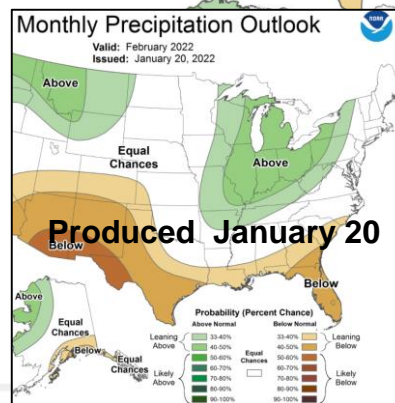 Monthly Precipitation Outlook
NOAA
Valid: February 2022
Issued: January 20, 2022
Above
Equal
Chances
Above
Produced January 20
Below
Below
Above
Equal
Chances
Below
Equal
Chances
Probability (Percent Chance)
Above Normal
Below Normal
Leaning
Above
33-40%
40-50%
50-60%
Equal
Chances
33-40%
40-50%
50-60%
Leaning
Below
Likely
Above
60-70%
70-80%
80-90%
90-100%
60-70%
70-80%
80-90%
90-100%
Likely
Below